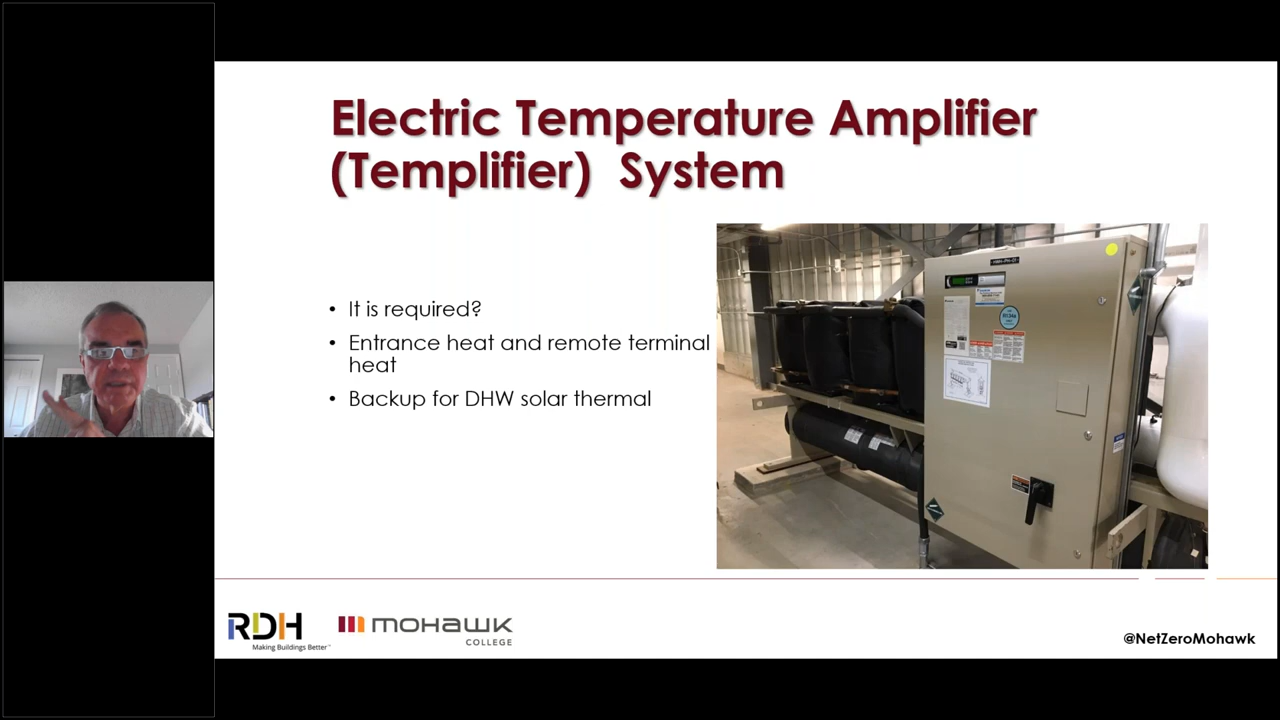 Electric Temperature Amplifier
(Templifier) System
• It is required?
• Entrance heat and remote terminal
heat
• Backup for DHW solar thermal
RDH
Making Buildings Better™
mohawk
COLLEGE
@NetZeroMohawk